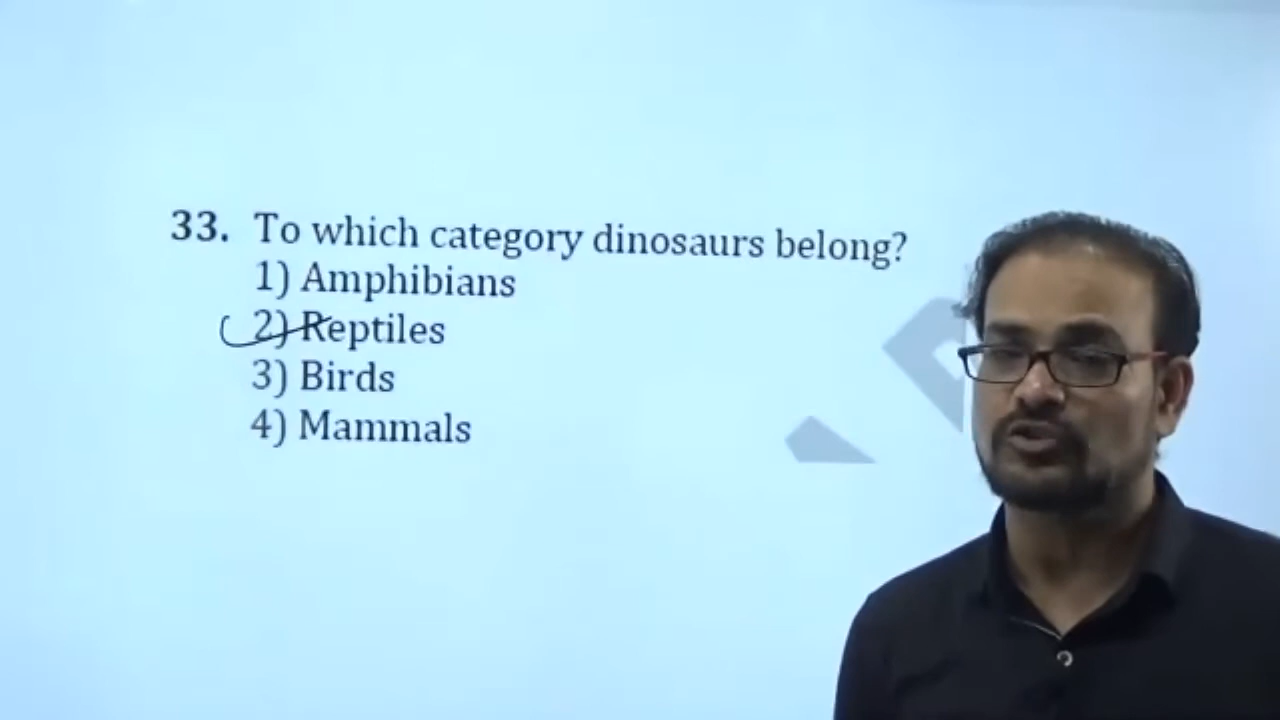 33. To which category dinosaurs belong?
1) Amphibians
2) Reptiles
3) Birds
4) Mammals